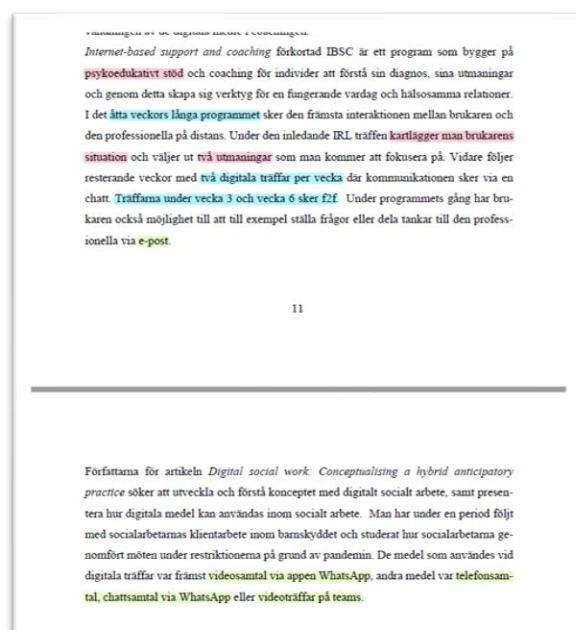 Internet-based support and coaching förkortad IBSC är ett program som bygger på
psykoedukativt stöd och coaching för individer att förstå sin diagnos, sina utmaningar
och genom detta skapa sig verktyg för en fungerande vardag och hälsosamma relationer.
I det åtta veckors långa programmet sker den främsta interaktionen mellan brukaren och
den professionella på distans. Under den inledande IRL träffen kartlägger man brukarens
situation och väljer ut två utmaningar som man kommer att fokusera på. Vidare följer
resterande veckor med två digitala träffar per vecka där kommunikationen sker via en
chatt. Träffarna under vecka 3 och vecka 6 sker f2f. Under programmets gång har bru-
karen också möjlighet till att till exempel ställa frågor eller dela tankar till den profess-
ionella via e-post.
11
Författarna för artikeln Digital social work: Conceptualising a hybrid anticipatory
practice söker att utveckla och förstå konceptet med digitalt socialt arbete, samt presen-
tera hur digitala medel kan användas inom socialt arbete. Man har under en period följt
med socialarbetarnas klientarbete inom barnskyddet och studerat hur socialarbetarna ge-
nomfört möten under restriktionerna på grund av pandemin. De medel som användes vid
digitala träffar var främst videosamtal via appen WhatsApp, andra medel var telefonsam-
tal, chattsamtal via WhatsApp eller videoträffar på teams.